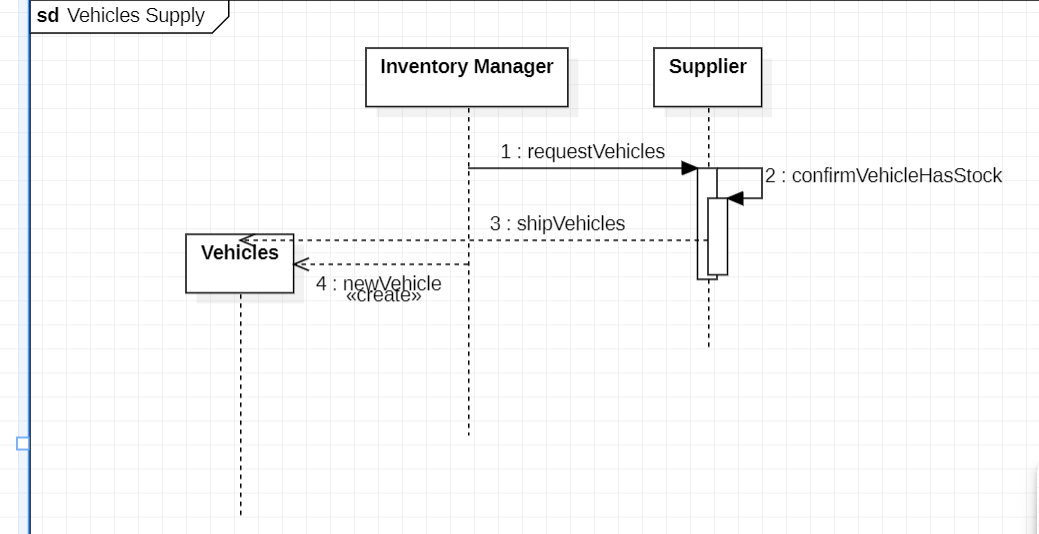 sd Vehicles Supply
Inventory Manager
Supplier
1 : requestVehicles
2 : confirmVehicleHasStock
3 : shipVehicles
Vehicles
4 : newVehicle
«create»